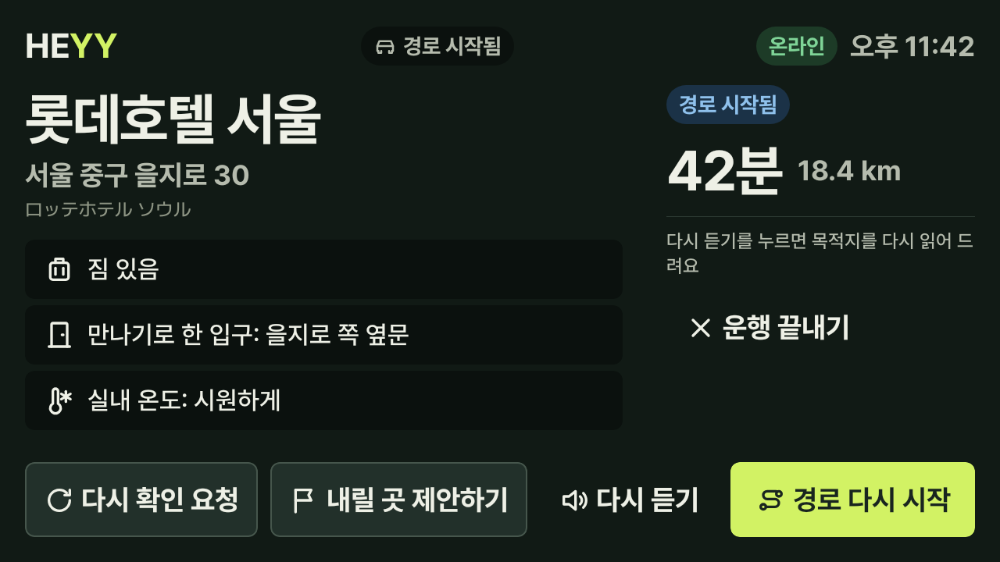 HEYY
경로 시작됨
온라인
오후 11:42
롯데호텔 서울
서울 중구 을지로 30
ロッテホテル ソウル
짐 있음
만나기로 한 입구: 을지로 쪽 옆문
실내 온도: 시원하게
경로 시작됨
42분 18.4 km
다시 듣기를 누르면 목적지를 다시 읽어 드
려요
운행 끝내기
다시 확인 요청
내릴 곳 제안하기
다시 듣기
경로 다시 시작